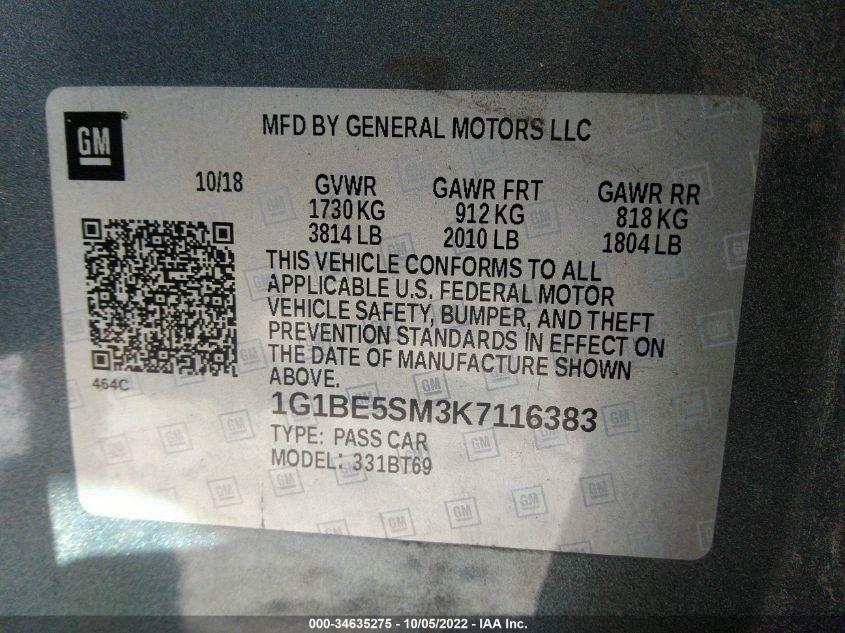 GM
MFD BY GENERAL MOTORS LLC
10/18 GVWR GAWR FRT GAWR RR
1730 KG 912 KG 818 KG
3814 LB 2010 LB 1804 LB
THIS VEHICLE CONFORMS TO ALL
APPLICABLE U.S. FEDERAL MOTOR
VEHICLE SAFETY, BUMPER, AND THEFT
PREVENTION STANDARDS IN EFFECT ON
THE DATE OF MANUFACTURE SHOWN
ABOVE.
464C
1G1BE5SM3K7116383
TYPE: PASS CAR
MODEL: 331BT69
000-34635275 - 10/05/2022 - IAA Inc.